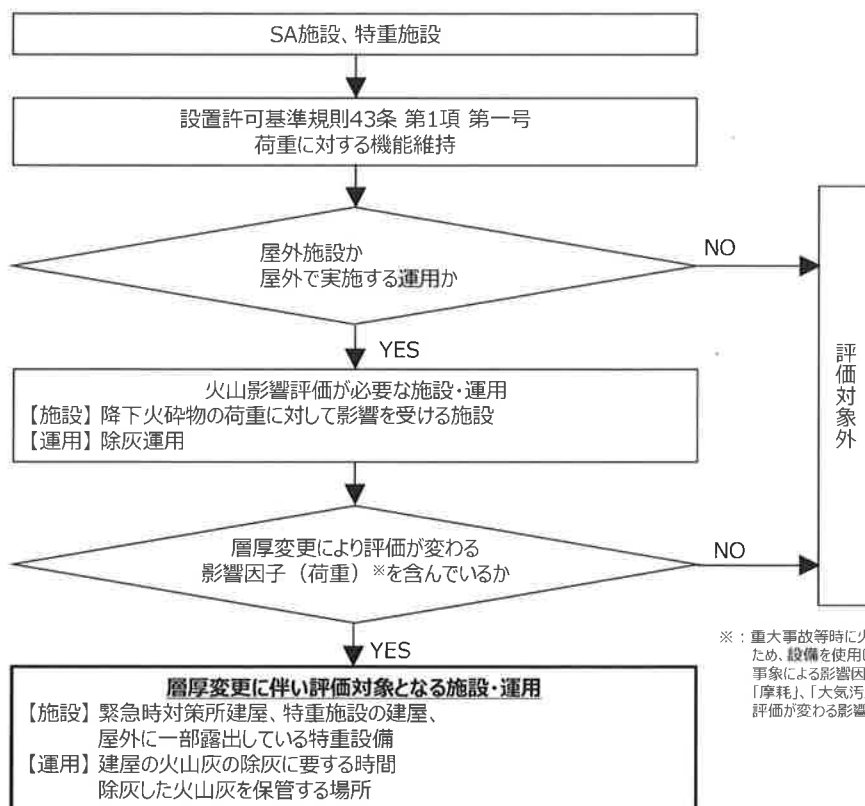 SA施設、特重施設
設置許可基準規則43条 第1項 第一号
荷重に対する機能維持
屋外施設か
屋外で実施する運用か
NO
YES
火山影響評価が必要な施設・運用
【施設】降下火砕物の荷重に対して影響を受ける施設
【運用】除灰運用
層厚変更により評価が変わる
影響因子（荷重）※を含んでいるか
NO
YES
評価対象外
層厚変更に伴い評価対象となる施設・運用
【施設】緊急時対策所建屋、特重施設の建屋、
屋外に一部露出している特重設備
【運用】建屋の火山灰の除灰に要する時間
除灰した火山灰を保管する場所
※：重大事故等時に
ため、設備を使用
事象による影響因
「摩耗」、「大気汚
評価が変わる影響